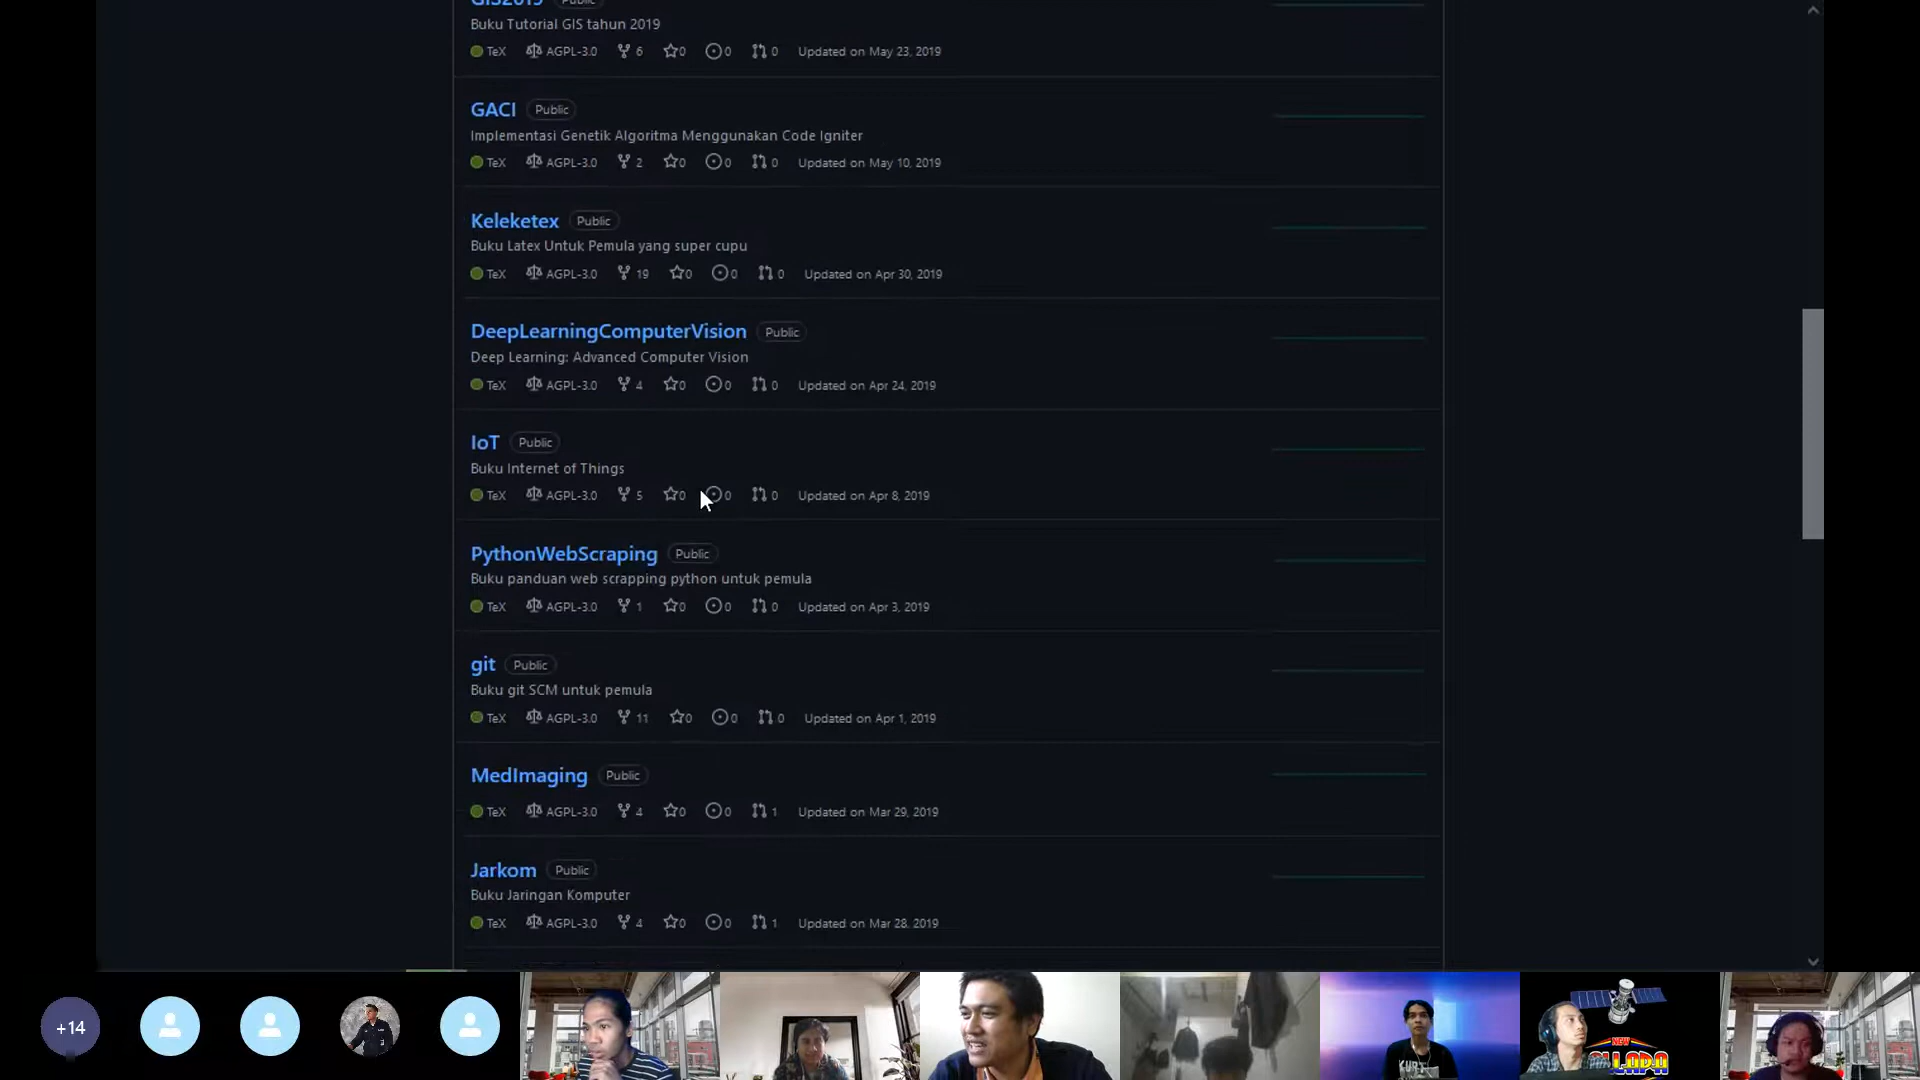 GIS2019 Public
Buku Tutorial GIS tahun 2019
TeX AGPL-3.0 6 0 0 0 Updated on May 23, 2019
GACI Public
Implementasi Genetik Algoritma Menggunakan Code Igniter
TeX AGPL-3.0 2 0 0 0 Updated on May 10, 2019
Keleketex Public
Buku Latex Untuk Pemula yang super cupu
TeX AGPL-3.0 19 0 0 0 Updated on Apr 30, 2019
DeepLearningComputerVision Public
Deep Learning: Advanced Computer Vision
TeX AGPL-3.0 4 0 0 0 Updated on Apr 24, 2019
IoT Public
Buku Internet of Things
TeX AGPL-3.0 5 0 0 0 Updated on Apr 8, 2019
PythonWebScraping Public
Buku panduan web scrapping python untuk pemula
TeX AGPL-3.0 1 0 0 0 Updated on Apr 3, 2019
git Public
Buku git SCM untuk pemula
TeX AGPL-3.0 11 0 0 0 Updated on Apr 1, 2019
MedImaging Public
TeX AGPL-3.0 4 0 0 1 Updated on Mar 29, 2019
Jarkom Public
Buku Jaringan Komputer
TeX AGPL-3.0 4 0 0 1 Updated on Mar 28, 2019
+14
NEW